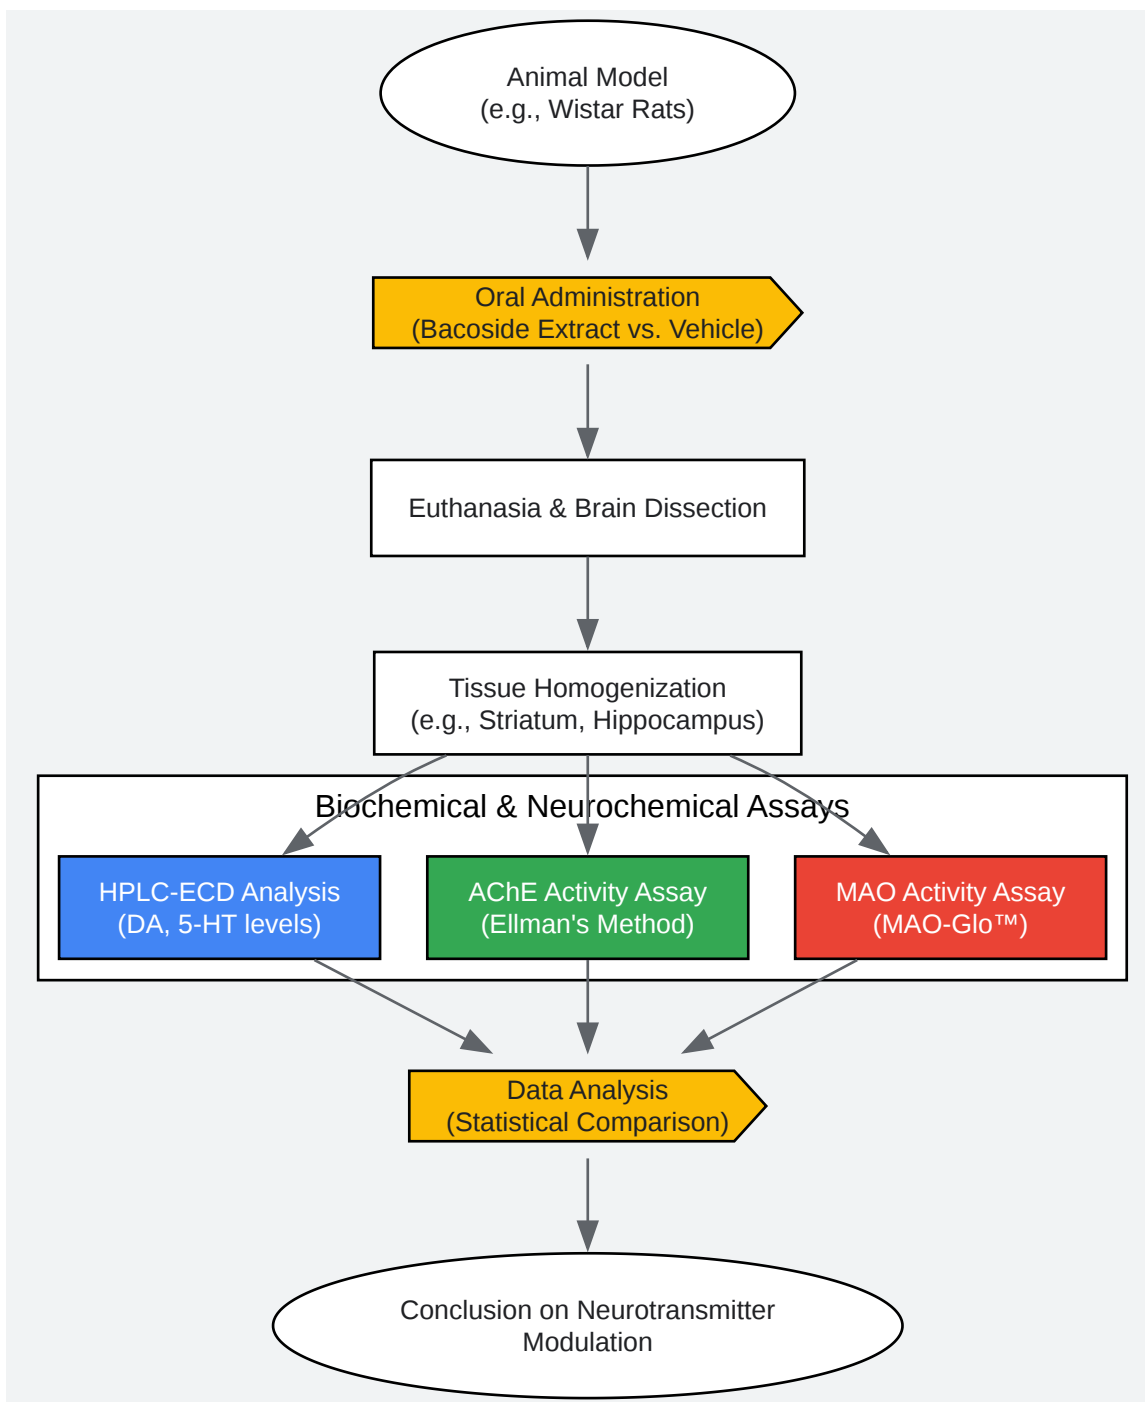 Animal Model
(e.g., Wistar Rats)
Oral Administration
(Bacoside Extract vs. Vehicle)
Euthanasia & Brain Dissection
Tissue Homogenization
(e.g., Striatum, Hippocampus)
Biochemical & Neurochemical Assays
HPLC-ECD Analysis
(DA, 5-HT levels)
AChE Activity Assay
(Ellman's Method)
MAO Activity Assay
(MAO-Glo™)
Data Analysis
(Statistical Comparison)
Conclusion on Neurotransmitter
Modulation